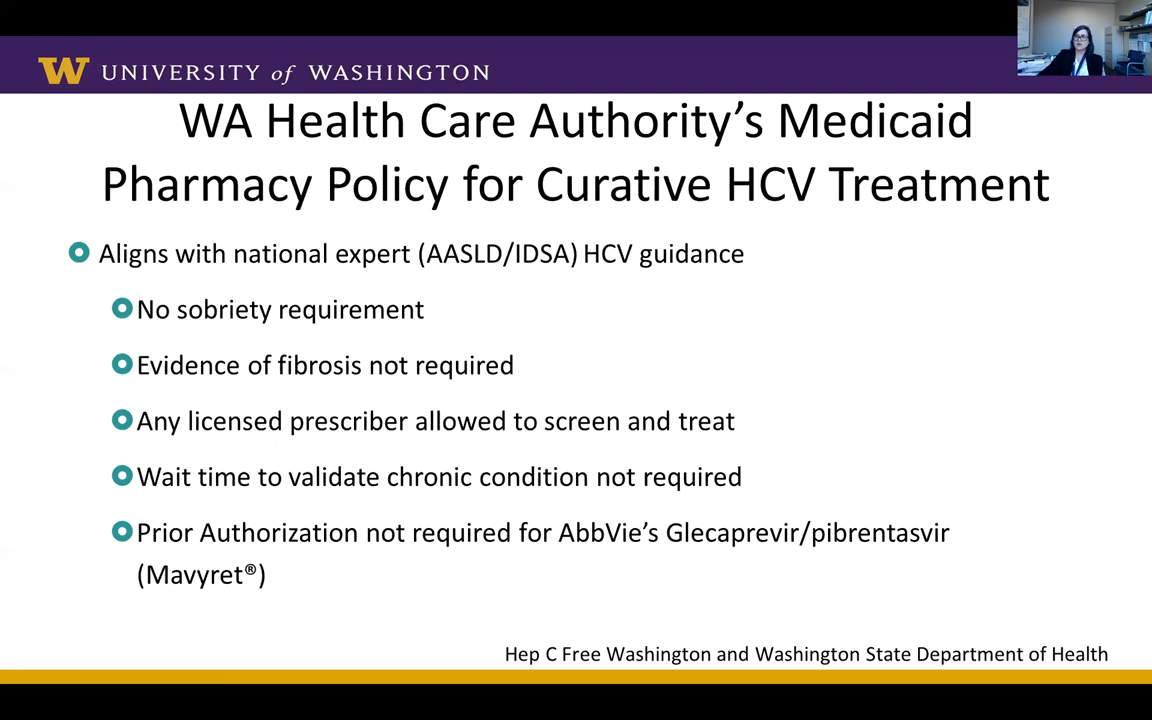 W UNIVERSITY of WASHINGTON
WA Health Care Authority’s Medicaid
Pharmacy Policy for Curative HCV Treatment
Aligns with national expert (AASLD/IDSA) HCV guidance
No sobriety requirement
Evidence of fibrosis not required
Any licensed prescriber allowed to screen and treat
Wait time to validate chronic condition not required
Prior Authorization not required for AbbVie’s Glecaprevir/pibrentasvir
(Mavyret®)
Hep C Free Washington and Washington State Department of Health